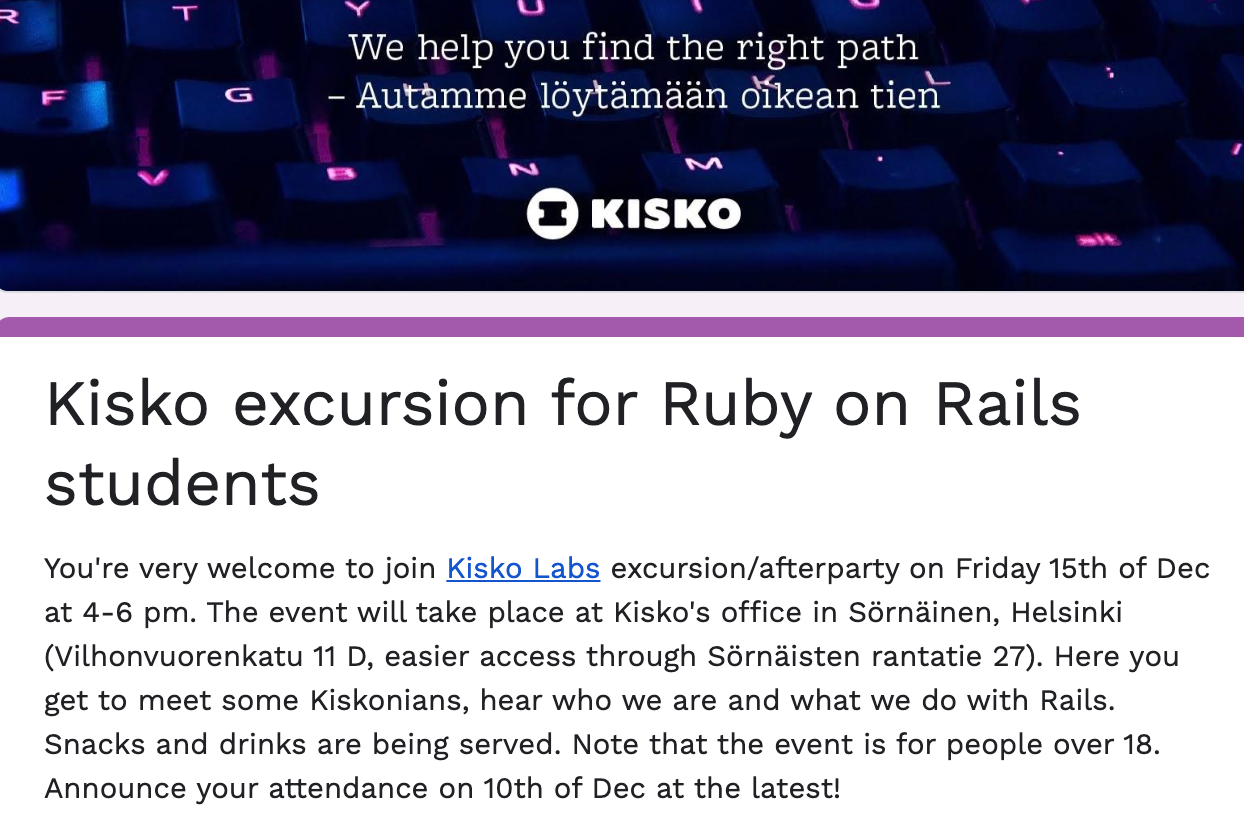 R T Y U I O
We help you find the right path
F G H J K L ;
– Autamme löytämään oikean tien
V B N M
KISKO
alt
Kisko excursion for Ruby on Rails
students
You're very welcome to join Kisko Labs excursion/afterparty on Friday 15th of Dec
at 4-6 pm. The event will take place at Kisko's office in Sörnäinen, Helsinki
(Vilhonvuorenkatu 11 D, easier access through Sörnäisten rantatie 27). Here you
get to meet some Kiskonians, hear who we are and what we do with Rails.
Snacks and drinks are being served. Note that the event is for people over 18.
Announce your attendance on 10th of Dec at the latest!